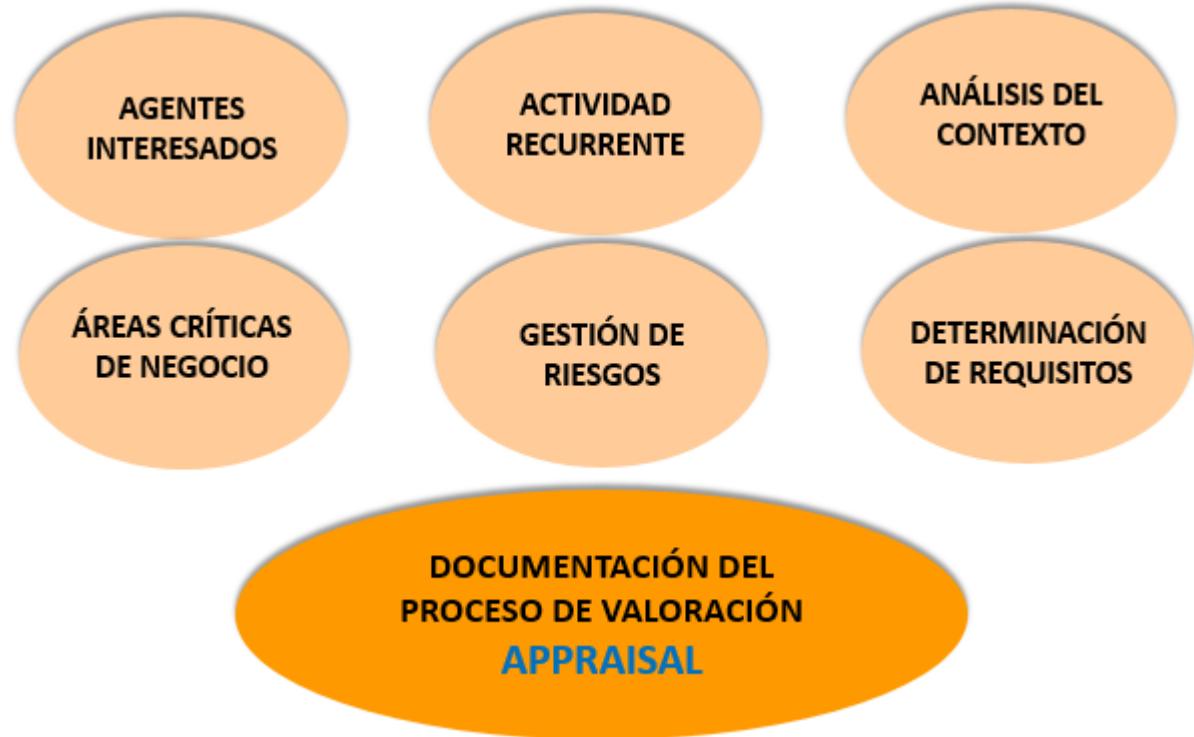 AGENTES
INTERESADOS
ACTIVIDAD
RECURRENTE
ANÁLISIS DEL
CONTEXTO
ÁREAS CRÍTICAS
DE NEGOCIO
GESTIÓN DE
RIESGOS
DETERMINACIÓN
DE REQUISITOS
DOCUMENTACIÓN DEL
PROCESO DE VALORACIÓN
APPRAISAL